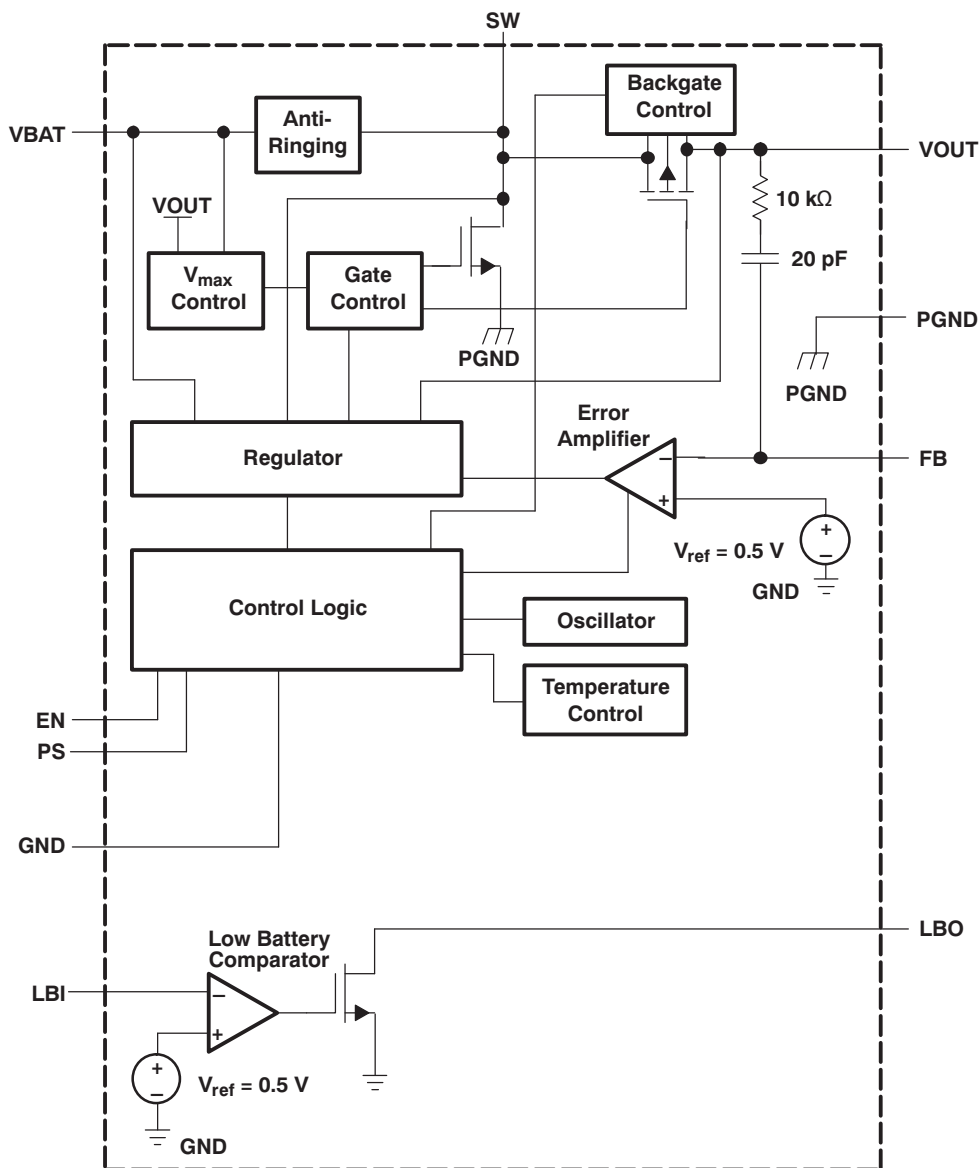 SW
Backgate
Control
VBAT
Anti-
Ringing
VOUT
VOUT
10 kΩ
20 pF
Vmax
Control
Gate
Control
PGND
PGND
PGND
Error
Amplifier
Regulator
−
FB
+
+
−
Vref = 0.5 V
GND
Control Logic
Oscillator
Temperature
Control
EN
PS
GND
LBO
Low Battery
Comparator
LBI
−
+
+
−
Vref = 0.5 V
GND